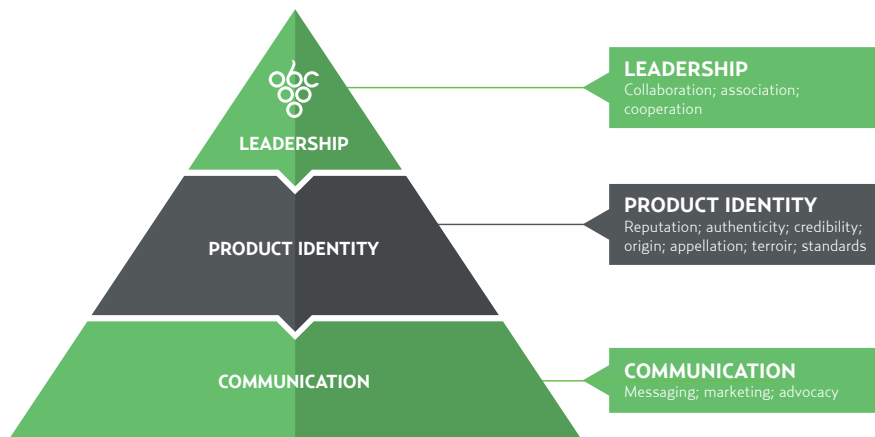 abc
LEADERSHIP
PRODUCT IDENTITY
COMMUNICATION
LEADERSHIP
Collaboration; association;
cooperation
PRODUCT IDENTITY
Reputation; authenticity; credibility;
origin; appellation; terroir; standards
COMMUNICATION
Messaging; marketing; advocacy